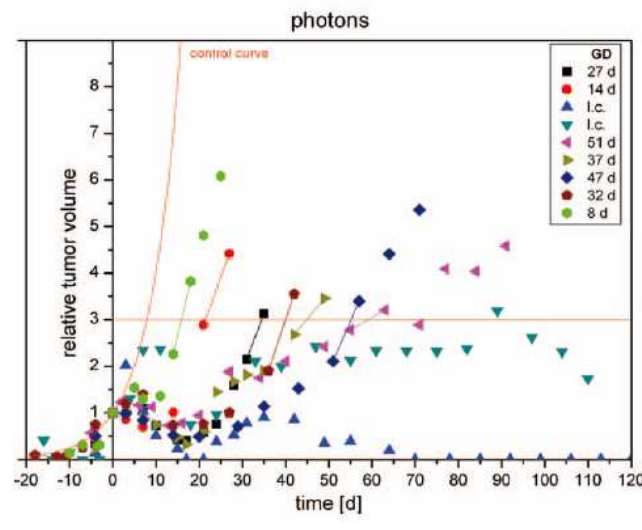 photons
control curve
GD
27 d
14 d
l.c.
l.c.
51 d
37 d
47 d
32 d
8 d
relative tumor volume
8
7
6
5
4
3
2
1
0
-20 -10 0 10 20 30 40 50 60 70 80 90 100 110 120
time [d]